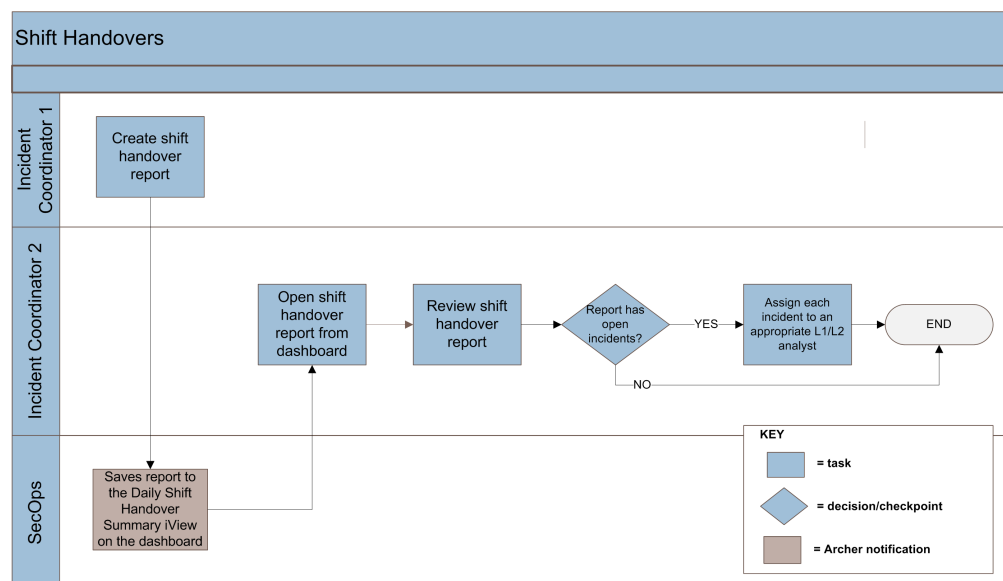 Shift Handovers
Incident
Coordinator 1
Create shift
handover
report
Incident Coordinator 2
Open shift
handover
report from
dashboard
Review shift
handover
report
Report has
open
incidents?
YES
NO
Assign each
incident to an
appropriate L1/L2
analyst
END
SecOps
Saves report to
the Daily Shift
Handover
Summary iView
on the dashboard
KEY
= task
= decision/checkpoint
= Archer notification